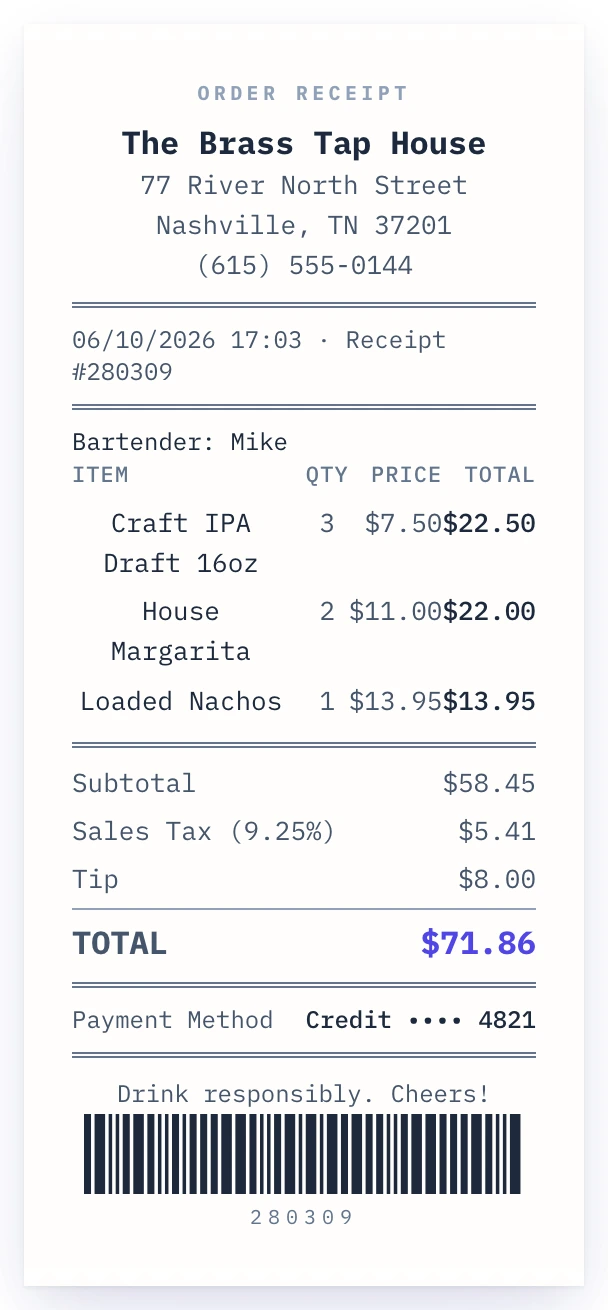 ORDER RECEIPT
The Brass Tap House
77 River North Street
Nashville, TN 37201
(615) 555-0144
06/10/2026 17:03 · Receipt
#280309
Bartender: Mike
ITEM QTY PRICE TOTAL
Craft IPA 3 $7.50 $22.50
Draft 16oz
House 2 $11.00 $22.00
Margarita
Loaded Nachos 1 $13.95 $13.95
Subtotal $58.45
Sales Tax (9.25%) $5.41
Tip $8.00
TOTAL $71.86
Payment Method Credit •••• 4821
Drink responsibly. Cheers!
280309